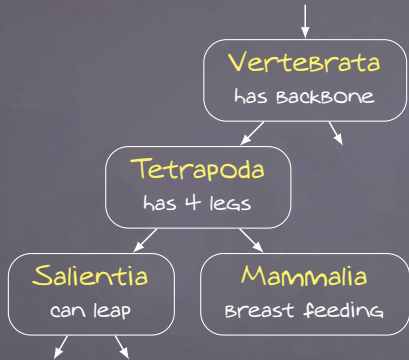 Vertebrata
has backbone
Tetrapoda
has 4 legs
Salientia
can leap
Mammalia
breast feeding